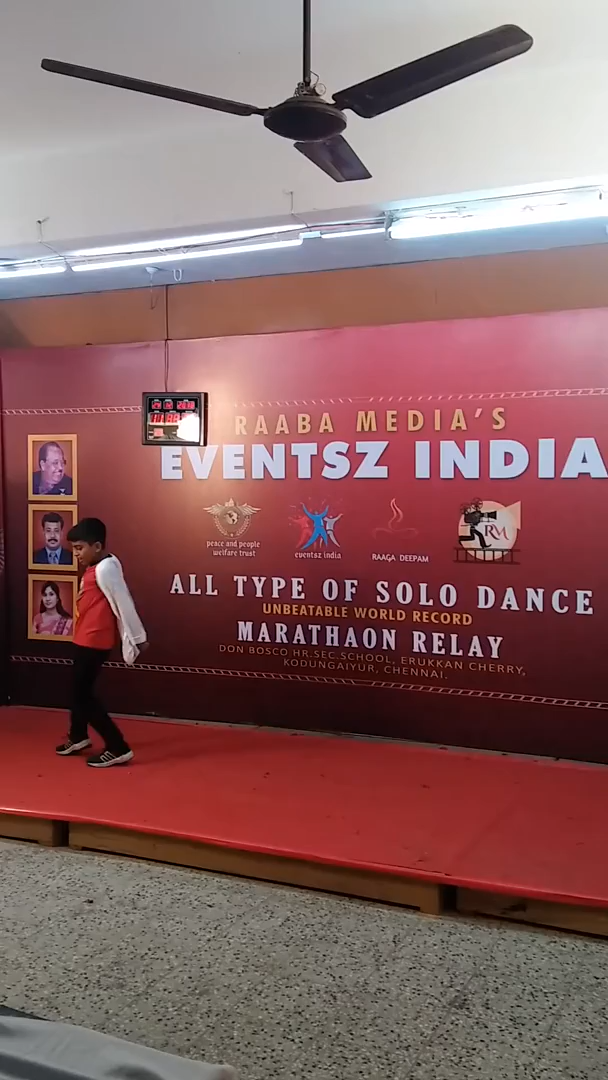 RAABA MEDIA'S
EVENTSZ INDIA
peace and people
welfare trust
eventsz india
RAAGA DEEPAM
RM
ALL TYPE OF SOLO DANCE
UNBEATABLE WORLD RECORD
MARATHAON RELAY
DON BOSCO HR.SEC.SCHOOL, ERUKKAN CHERRY,
KODUNGAIYUR, CHENNAI.